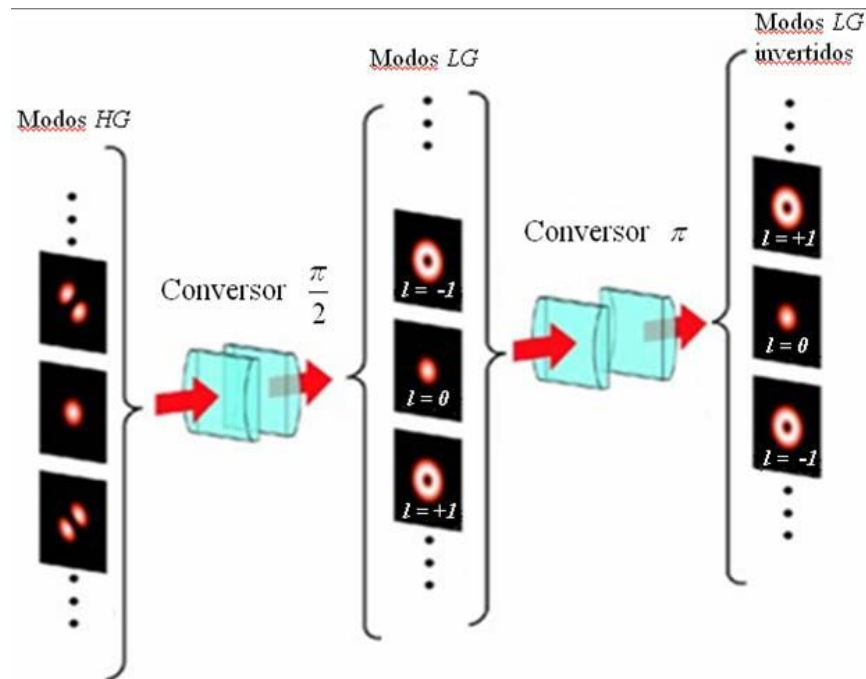 Modos HG
Conversor π/2
Modos LG
l = -1
l = 0
l = +1
Conversor π
Modos LG
invertidos
l = +1
l = 0
l = -1